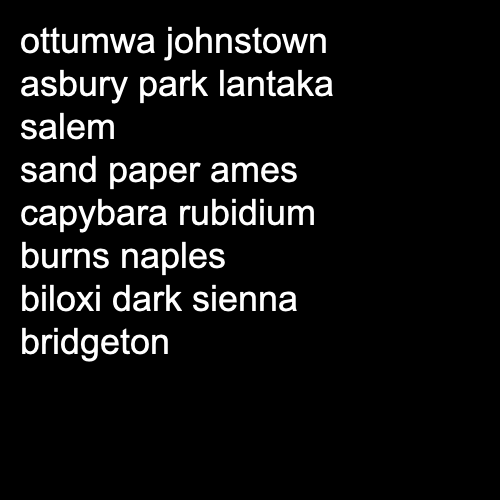 ottumwa johnstown
asbury park lantaka
salem
sand paper ames
capybara rubidium
burns naples
biloxi dark sienna
bridgeton